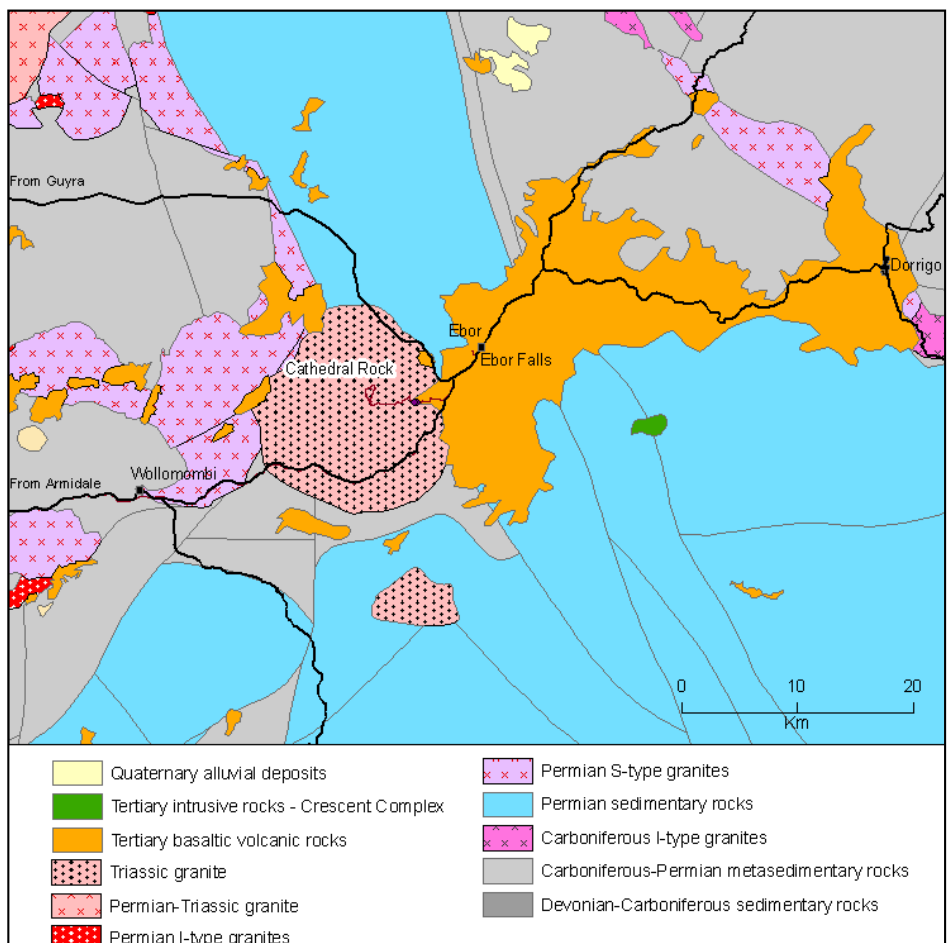 From Guyra
Dorrigo
Ebor
Ebor Falls
Cathedral Rock
Wollomombi
From Armidale
0 10 20
Km
Quaternary alluvial deposits
Tertiary intrusive rocks - Crescent Complex
Tertiary basaltic volcanic rocks
Triassic granite
Permian-Triassic granite
Permian I-type granites
Permian S-type granites
Permian sedimentary rocks
Carboniferous I-type granites
Carboniferous-Permian metasedimentary rocks
Devonian-Carboniferous sedimentary rocks